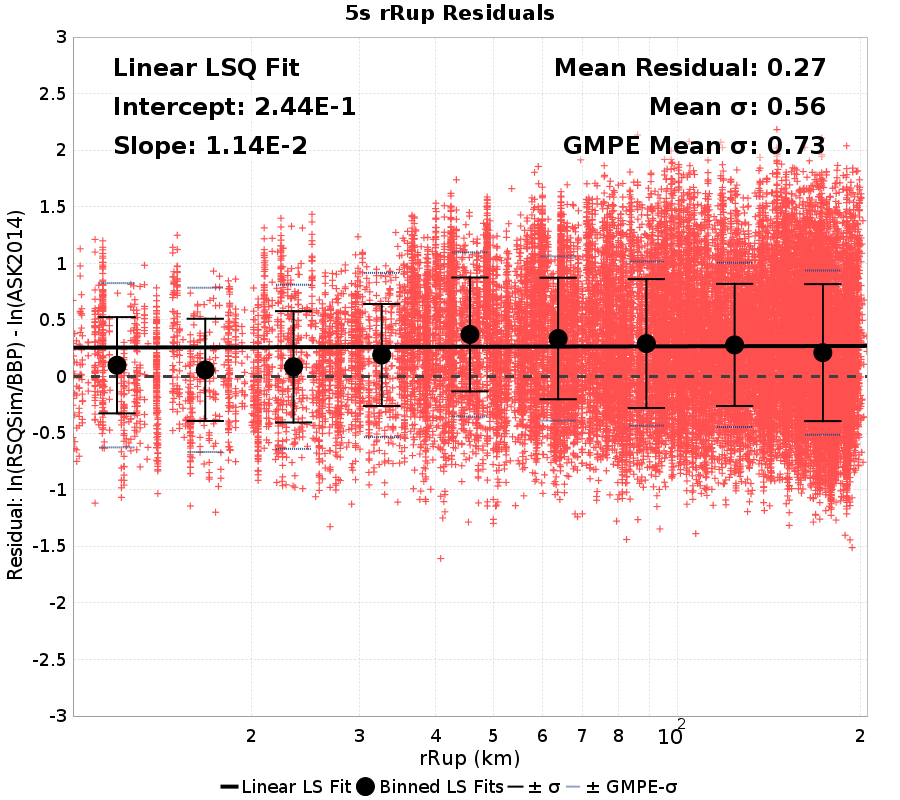 5s rRup Residuals
Linear LSQ Fit
Intercept: 2.44E-1
Slope: 1.14E-2
Mean Residual: 0.27
Mean σ: 0.56
GMPE Mean σ: 0.73
Residual: ln(RSQSim/BBP) - ln(ASK2014)
3
2.5
2
1.5
1
0.5
0
-0.5
-1
-1.5
-2
-2.5
-3
2 3 4 5 6 7 8 10² 2
rRup (km)
Linear LS Fit Binned LS Fits ± σ ± GMPE-σ